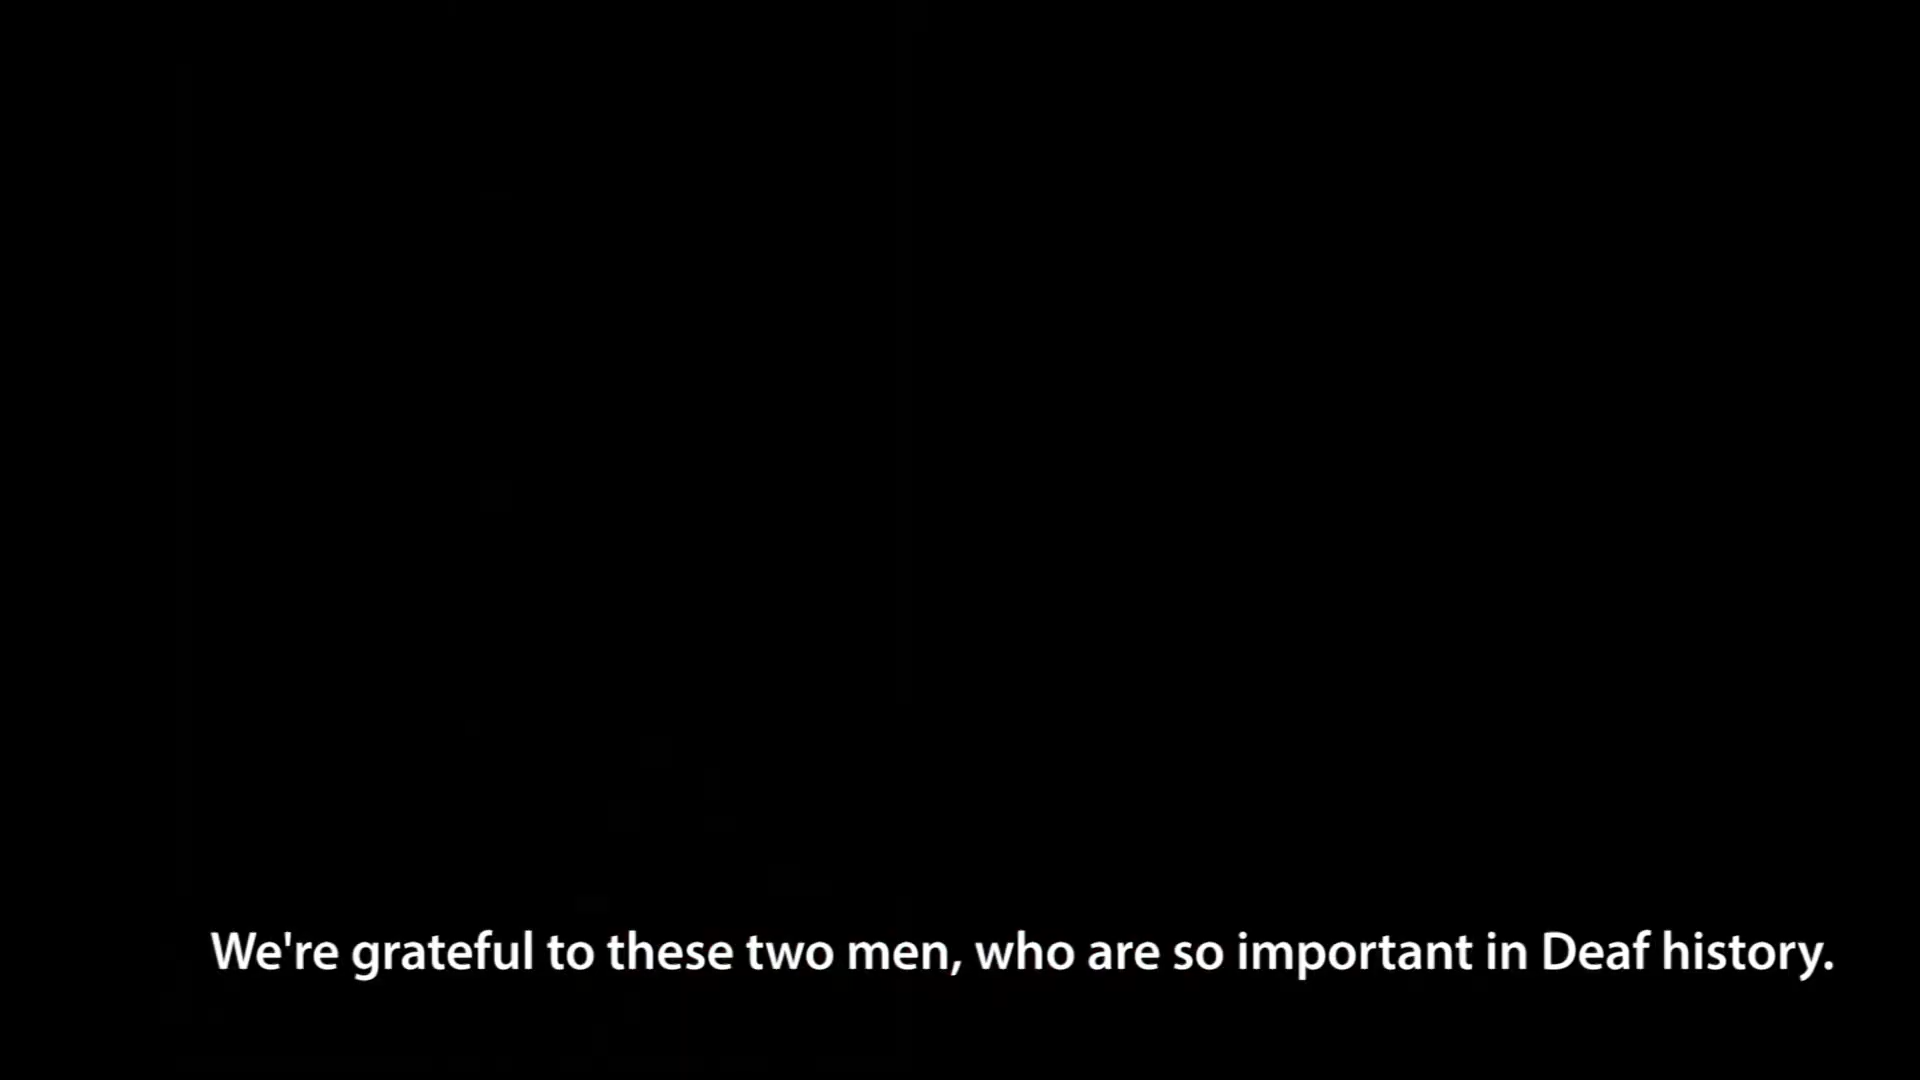 We're grateful to these two men, who are so important in Deaf history.